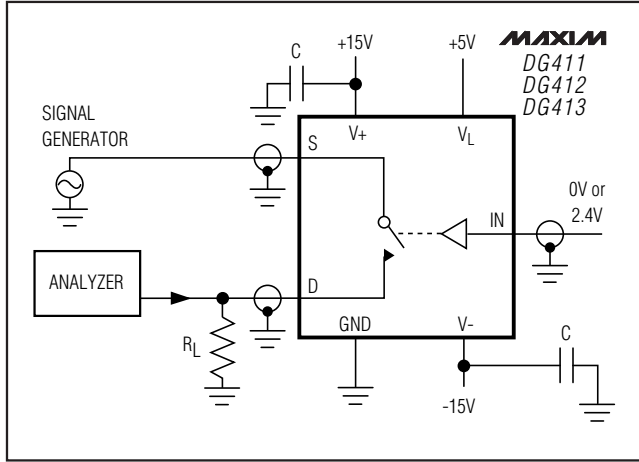 C
+15V
+5V
MAXIM
DG411
DG412
DG413
SIGNAL
GENERATOR
V+
VL
S
0V or
2.4V
IN
ANALYZER
D
RL
GND
V-
C
-15V